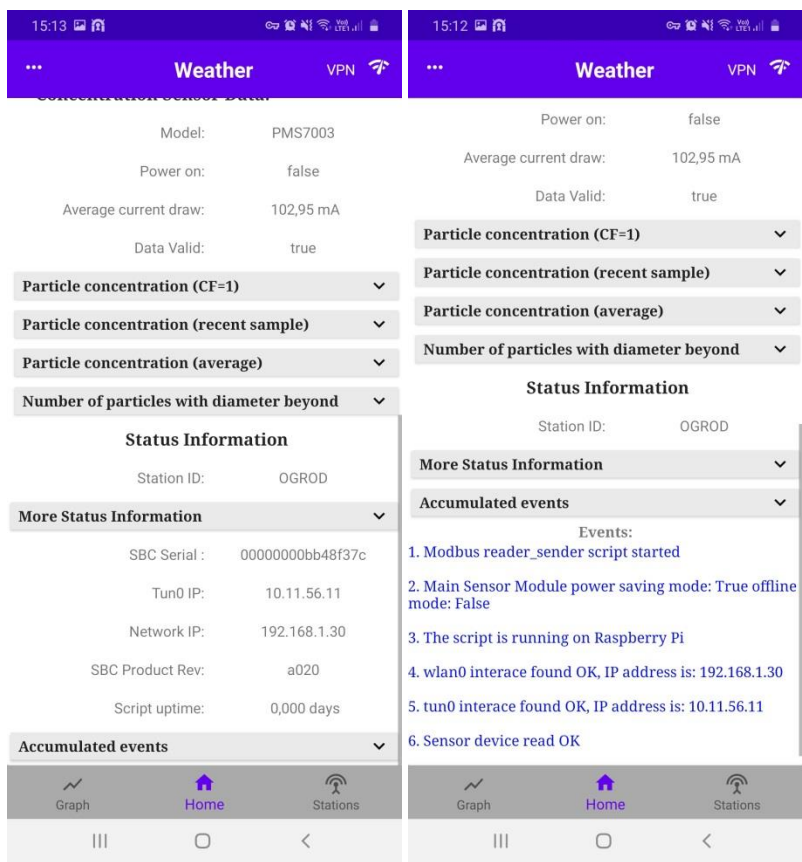 15:13
Vo))
LTE1
Weather
VPN
Concentration Sensor Data:
Model: PMS7003
Power on: false
Average current draw: 102,95 mA
Data Valid: true
Particle concentration (CF=1)
Particle concentration (recent sample)
Particle concentration (average)
Number of particles with diameter beyond
Status Information
Station ID: OGROD
More Status Information
SBC Serial : 00000000bb48f37c
Tun0 IP: 10.11.56.11
Network IP: 192.168.1.30
SBC Product Rev: a020
Script uptime: 0,000 days
Accumulated events
Graph Home Stations
15:12
Vo))
LTE1
Weather
VPN
Power on: false
Average current draw: 102,95 mA
Data Valid: true
Particle concentration (CF=1)
Particle concentration (recent sample)
Particle concentration (average)
Number of particles with diameter beyond
Status Information
Station ID: OGROD
More Status Information
Accumulated events
Events:
1. Modbus reader_sender script started
2. Main Sensor Module power saving mode: True offline
mode: False
3. The script is running on Raspberry Pi
4. wlan0 interace found OK, IP address is: 192.168.1.30
5. tun0 interace found OK, IP address is: 10.11.56.11
6. Sensor device read OK
Graph Home Stations